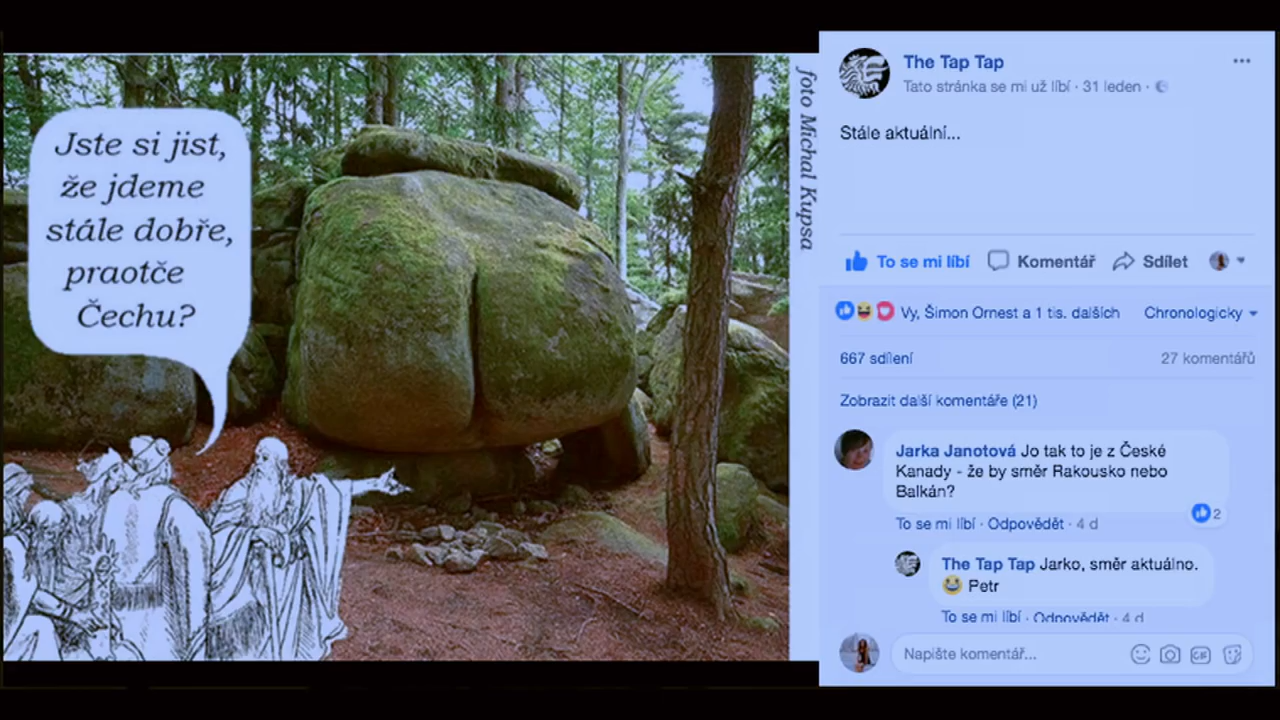 Jste si jist,
že jdeme
stále dobře,
praotče
Čechu?
foto Michal Kupsa
The Tap Tap
Tato stránka se mi už líbí · 31 leden ·
Stále aktuální...
To se mi líbí Komentář Sdílet
Vy, Šimon Ornest a 1 tis. dalších Chronologicky
667 sdílení 27 komentářů
Zobrazit další komentáře (21)
Jarka Janotová Jo tak to je z České
Kanady - že by směr Rakousko nebo
Balkán?
2
To se mi líbí · Odpovědět · 4 d
The Tap Tap Jarko, směr aktuálno.
😆 Petr
To se mi líbí · Odpovědět · 4 d
Napište komentář...
GIF